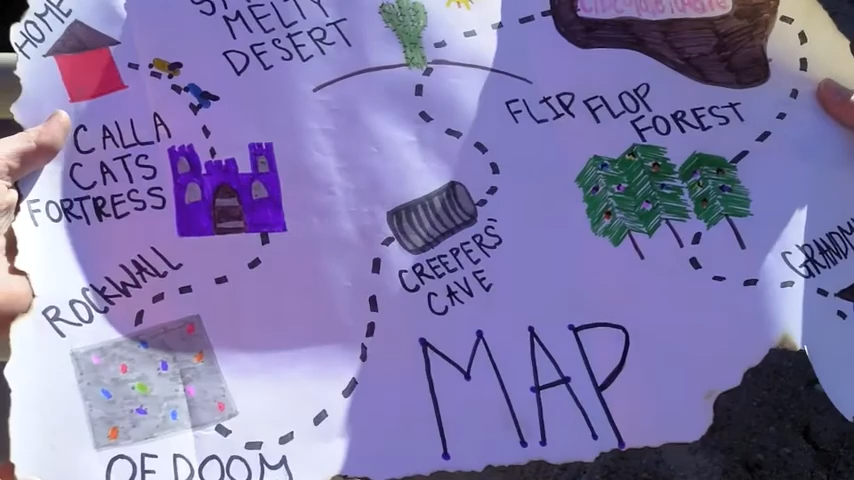 HOME
MELTY
DESERT
FLIP FLOP
FOREST
CALLA
CATS
FORTRESS
CREEPERS'
CAVE
ROCKWALL
OF DOOM
MAP